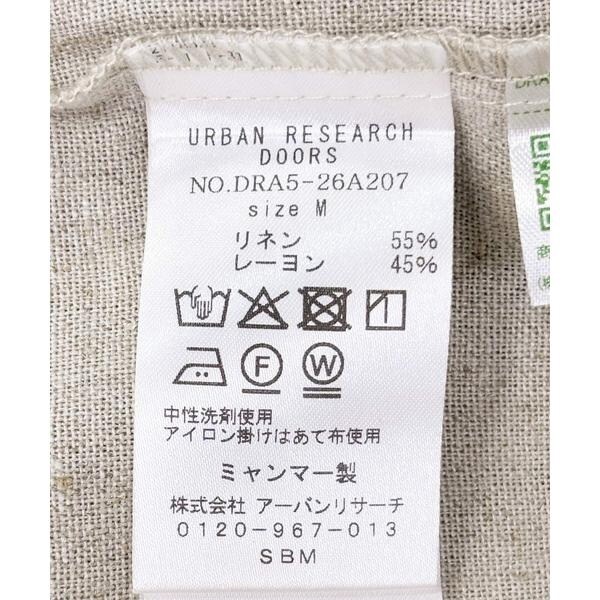 URBAN RESEARCH
DOORS
NO.DRA5-26A207
size M
リネン 55%
レーヨン 45%
F W
中性洗剤使用
アイロン掛けはあて布使用
ミャンマー製
株式会社 アーバンリサーチ
0120-967-013
SBM
DRA
商